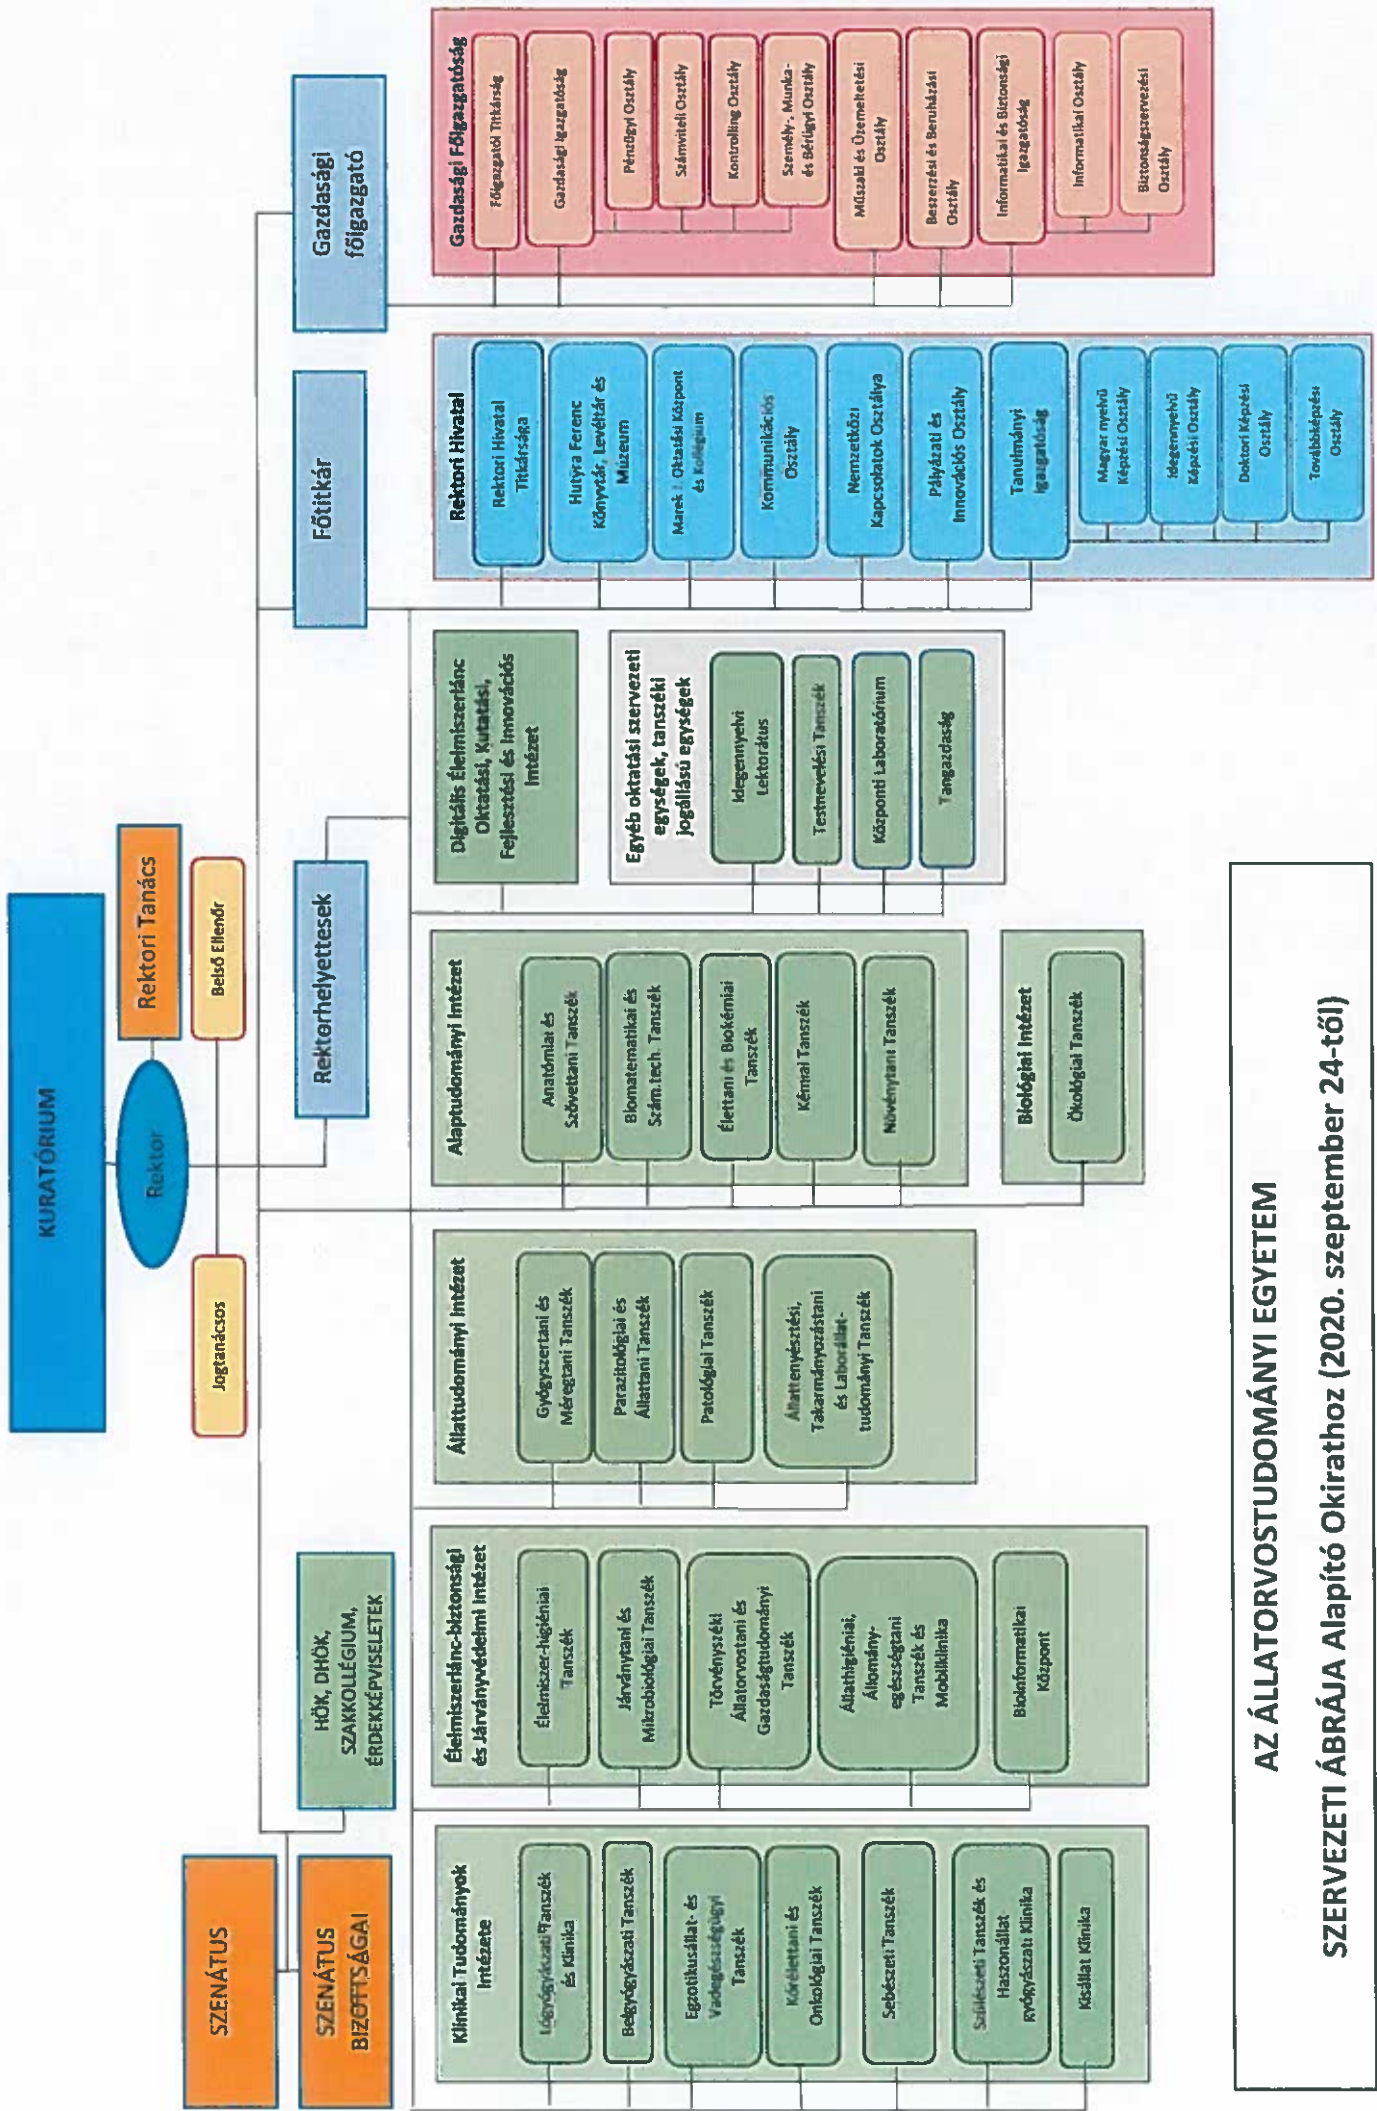 KURATÓRIUM
Rektor
Rektori Tanács
Jogtanácsos
Belső Ellenőr
SZENÁTUS
SZENÁTUS
BIZOTTSÁGAI
HÖK, DHÖK,
SZAKKOLLÉGIUM,
ÉRDEKKÉPVISELETEK
Rektorhelyettesek
Főtitkár
Gazdasági
főigazgató
Klinikai Tudományok
Intézete
Lógyógyászati Tanszék
és Klinika
Belgyógyászati Tanszék
Egzotikusállat- és
Vadegészségügyi
Tanszék
Kórélettani és
Onkológiai Tanszék
Sebészeti Tanszék
Szülészeti Tanszék és
Haszonállat
gyógyászati Klinika
Kisállat Klinika
Élelmiszerlánc-biztonsági
és Járványvédelmi Intézet
Élelmiszer-higiéniai
Tanszék
Járványtani és
Mikrobiológiai Tanszék
Törvényszéki
Állatorvostani és
Gazdaságtudományi
Tanszék
Állathigiéniai,
Állomány-
egészségtani
Tanszék és
Mobilklinika
Bioinformatikai
Központ
Állattudományi Intézet
Gyógyszertani és
Méregtani Tanszék
Parazitológiai és
Állattani Tanszék
Patológiai Tanszék
Állattenyésztési,
Takarmányozástani
és Laborállat-
tudományi Tanszék
Alaptudományi Intézet
Anatómiai és
Szövettani Tanszék
Biomatematikai és
Szám.tech. Tanszék
Élettani és Biokémiai
Tanszék
Kémiai Tanszék
Növénytani Tanszék
Biológiai Intézet
Ökológiai Tanszék
Digitális Élelmiszerlánc
Oktatási, Kutatási,
Fejlesztési és Innovációs
Intézet
Egyéb oktatási szervezeti
egységek, tanszéki
jogállású egységek
Idegennyelvi
Lektorátus
Testnevelési Tanszék
Központi Laboratórium
Tangazdaság
Rektori Hivatal
Rektori Hivatal
Titkársága
Hutyra Ferenc
Könyvtár, Levéltár és
Múzeum
Marek J. Oktatási Központ
és Kollégium
Kommunikációs
Osztály
Nemzetközi
Kapcsolatok Osztálya
Pályázati és
Innovációs Osztály
Tanulmányi
Igazgatóság
Magyar nyelvű
Képzési Osztály
Idegennyelvű
Képzési Osztály
Doktori Képzési
Osztály
Továbbképzési
Osztály
Gazdasági Főigazgatóság
Főigazgatói Titkárság
Gazdasági Igazgatóság
Pénzügyi Osztály
Számviteli Osztály
Kontrolling Osztály
Személy-, Munka-
és Bérügyi Osztály
Műszaki és Üzemeltetési
Osztály
Beszerzési és Beruházási
Osztály
Informatikai és Biztonsági
Igazgatóság
Informatikai Osztály
Biztonságszervezési
Osztály
AZ ÁLLATORVOSTUDOMÁNYI EGYETEM
SZERVEZETI ÁBRÁJA Alapító Okirathoz (2020. szeptember 24-től)